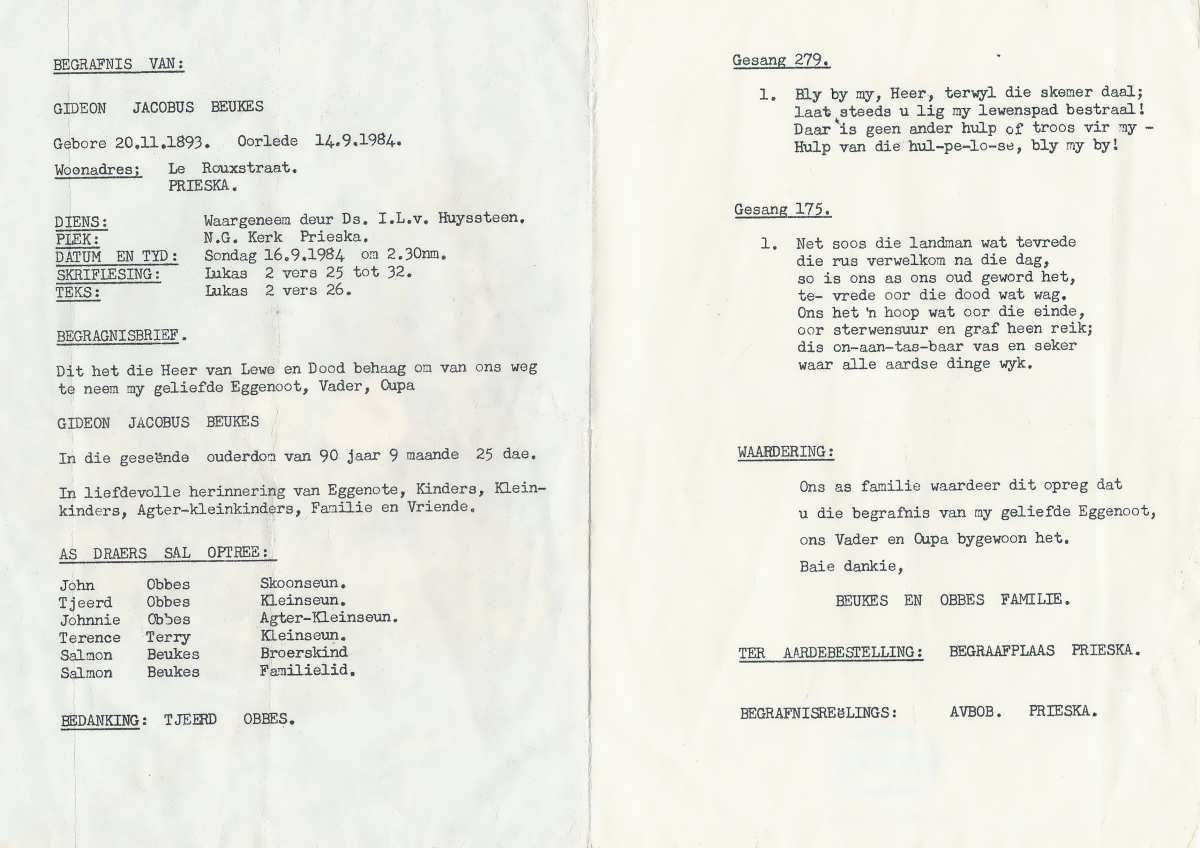 BEGRAFNIS VAN:
GIDEON JACOBUS BEUKES
Gebore 20.11.1893. Oorlede 14.9.1984.
Woonadres; Le Rouxstraat.
PRIESKA.
DIENS: Waargeneem deur Ds. I.L.v. Huyssteen.
PLEK: N.G. Kerk Prieska.
DATUM EN TYD: Sondag 16.9.1984 om 2.30nm.
SKRIFLESING: Lukas 2 vers 25 tot 32.
TEKS: Lukas 2 vers 26.
BEGRAGNISBRIEF.
Dit het die Heer van Lewe en Dood behaag om van ons weg
te neem my geliefde Eggenoot, Vader, Oupa
GIDEON JACOBUS BEUKES
In die geseënde ouderdom van 90 jaar 9 maande 25 dae.
In liefdevolle herinnering van Eggenote, Kinders, Klein-
kinders, Agter-kleinkinders, Familie en Vriende.
AS DRAERS SAL OPTREE:
John Obbes Skoonseun.
Tjeerd Obbes Kleinseun.
Johnnie Obbes Agter-Kleinseun.
Terence Terry Kleinseun.
Salmon Beukes Broerskind
Salmon Beukes Familielid.
BEDANKING: TJEERD OBBES.
Gesang 279.
1. Bly by my, Heer, terwyl die skemer daal;
laat steeds u lig my lewenspad bestraal!
Daar is geen ander hulp of troos vir my -
Hulp van die hul-pe-lo-se, bly my by!
Gesang 175.
1. Net soos die landman wat tevrede
die rus verwelkom na die dag,
so is ons as ons oud geword het,
te- vrede oor die dood wat wag.
Ons het 'n hoop wat oor die einde,
oor sterwensuur en graf heen reik;
dis on-aan-tas-baar vas en seker
waar alle aardse dinge wyk.
WAARDERING:
Ons as familie waardeer dit opreg dat
u die begrafnis van my geliefde Eggenoot,
ons Vader en Oupa bygewoon het.
Baie dankie,
BEUKES EN OBBES FAMILIE.
TER AARDEBESTELLING: BEGRAAFPLAAS PRIESKA.
BEGRAFNISREëLINGS: AVBOB. PRIESKA.